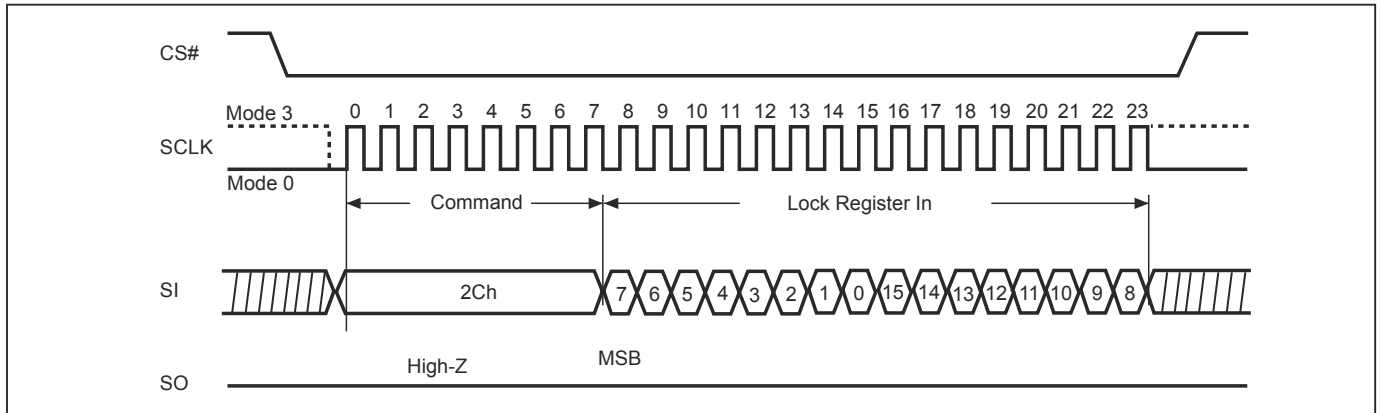 CS#
Mode 3
0 1 2 3 4 5 6 7 8 9 10 11 12 13 14 15 16 17 18 19 20 21 22 23
SCLK
Mode 0
Command
Lock Register In
SI
2Ch
7 6 5 4 3 2 1 0 15 14 13 12 11 10 9 8
High-Z
MSB
SO